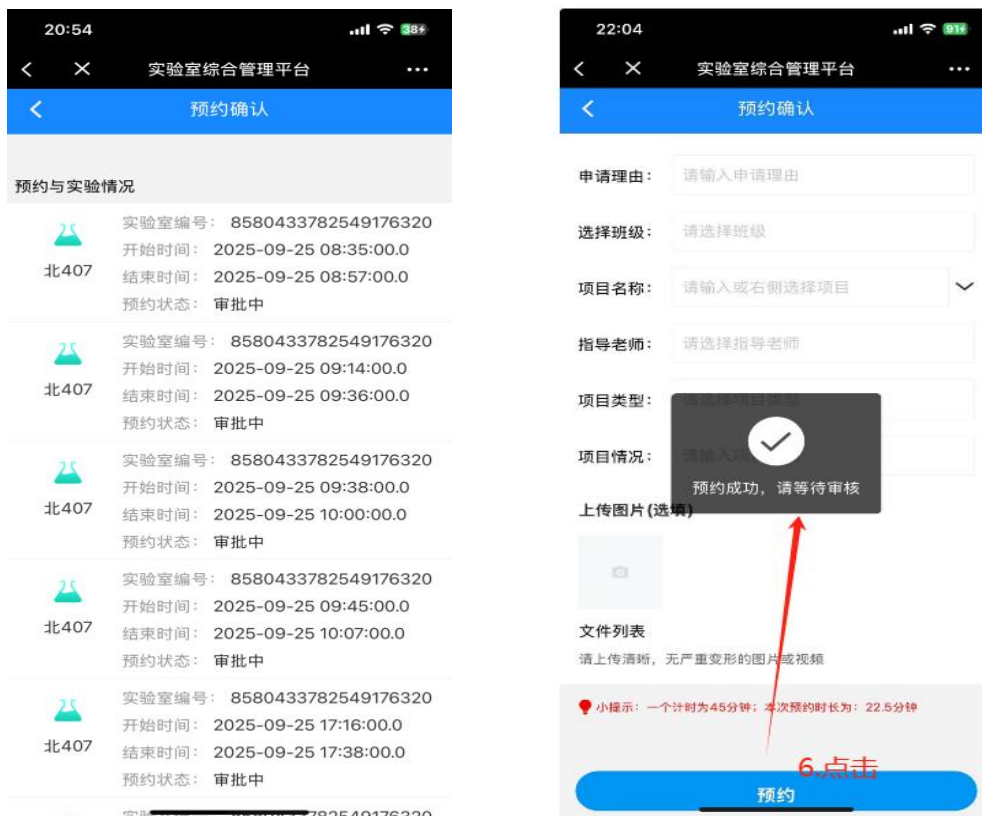 20:54
38
实验室综合管理平台
预约确认
预约与实验情况
北407
实验室编号： 8580433782549176320
开始时间： 2025-09-25 08:35:00.0
结束时间： 2025-09-25 08:57:00.0
预约状态： 审批中
北407
实验室编号： 8580433782549176320
开始时间： 2025-09-25 09:14:00.0
结束时间： 2025-09-25 09:36:00.0
预约状态： 审批中
北407
实验室编号： 8580433782549176320
开始时间： 2025-09-25 09:38:00.0
结束时间： 2025-09-25 10:00:00.0
预约状态： 审批中
北407
实验室编号： 8580433782549176320
开始时间： 2025-09-25 09:45:00.0
结束时间： 2025-09-25 10:07:00.0
预约状态： 审批中
北407
实验室编号： 8580433782549176320
开始时间： 2025-09-25 17:16:00.0
结束时间： 2025-09-25 17:38:00.0
预约状态： 审批中
22:04
91
实验室综合管理平台
预约确认
申请理由： 请输入申请理由
选择班级： 请选择班级
项目名称： 请输入或右侧选择项目
指导老师： 请选择指导老师
项目类型： 请选择项目类型
项目情况：
预约成功，请等待审核
上传图片(选填)
文件列表
请上传清晰，无严重变形的图片或视频
小提示：一个计时为45分钟；本次预约时长为：22.5分钟
6.点击
预约